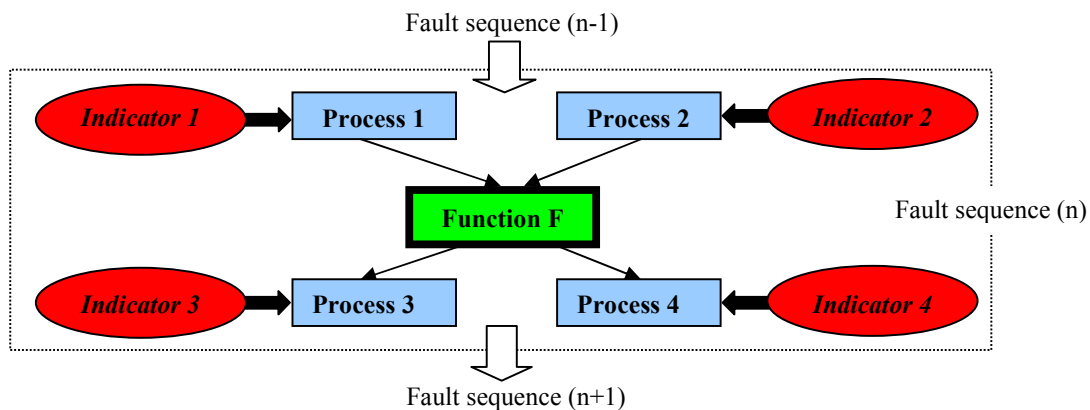 Fault sequence (n-1)
Indicator 1
Process 1
Process 2
Indicator 2
Function F
Fault sequence (n)
Indicator 3
Process 3
Process 4
Indicator 4
Fault sequence (n+1)